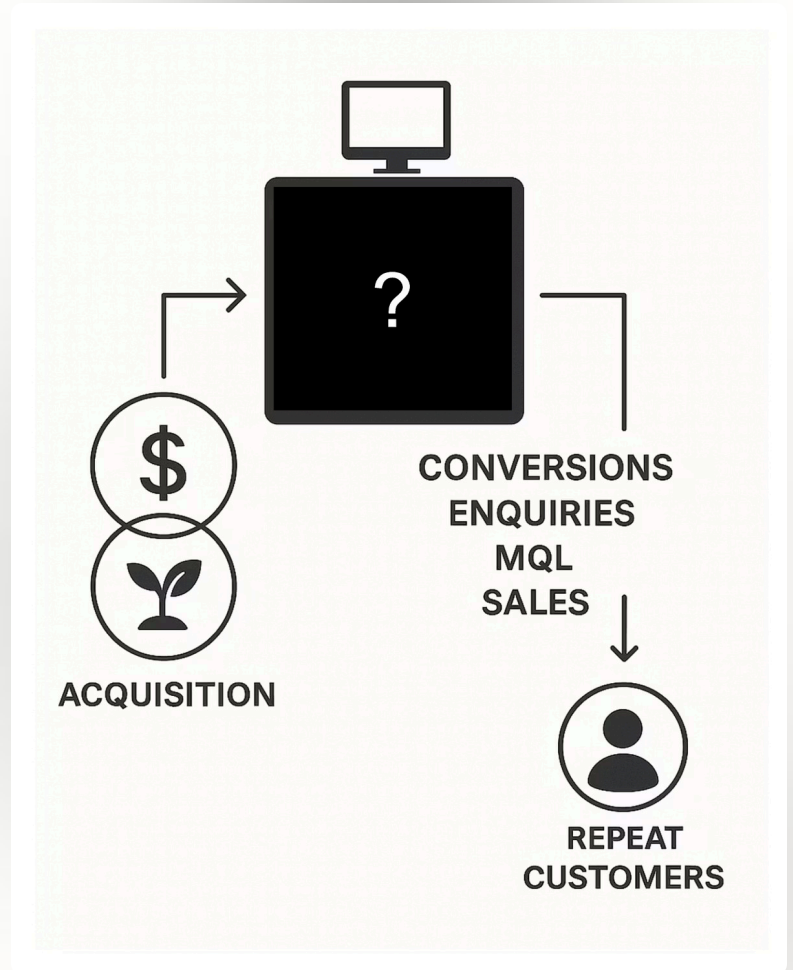 ?
$
ACQUISITION
CONVERSIONS
ENQUIRIES
MQL
SALES
REPEAT
CUSTOMERS